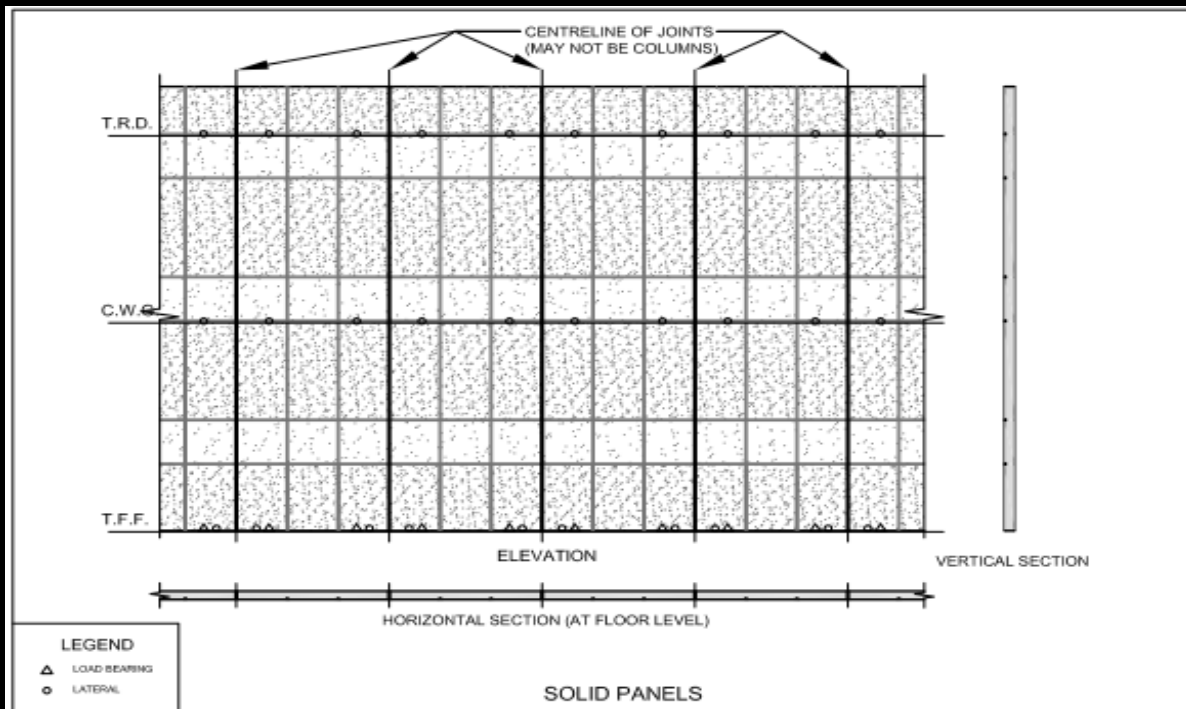 CENTRELINE OF JOINTS
(MAY NOT BE COLUMNS)
T.R.D.
C.W.G.
T.F.F.
ELEVATION
VERTICAL SECTION
HORIZONTAL SECTION (AT FLOOR LEVEL)
LEGEND
LOAD BEARING
LATERAL
SOLID PANELS